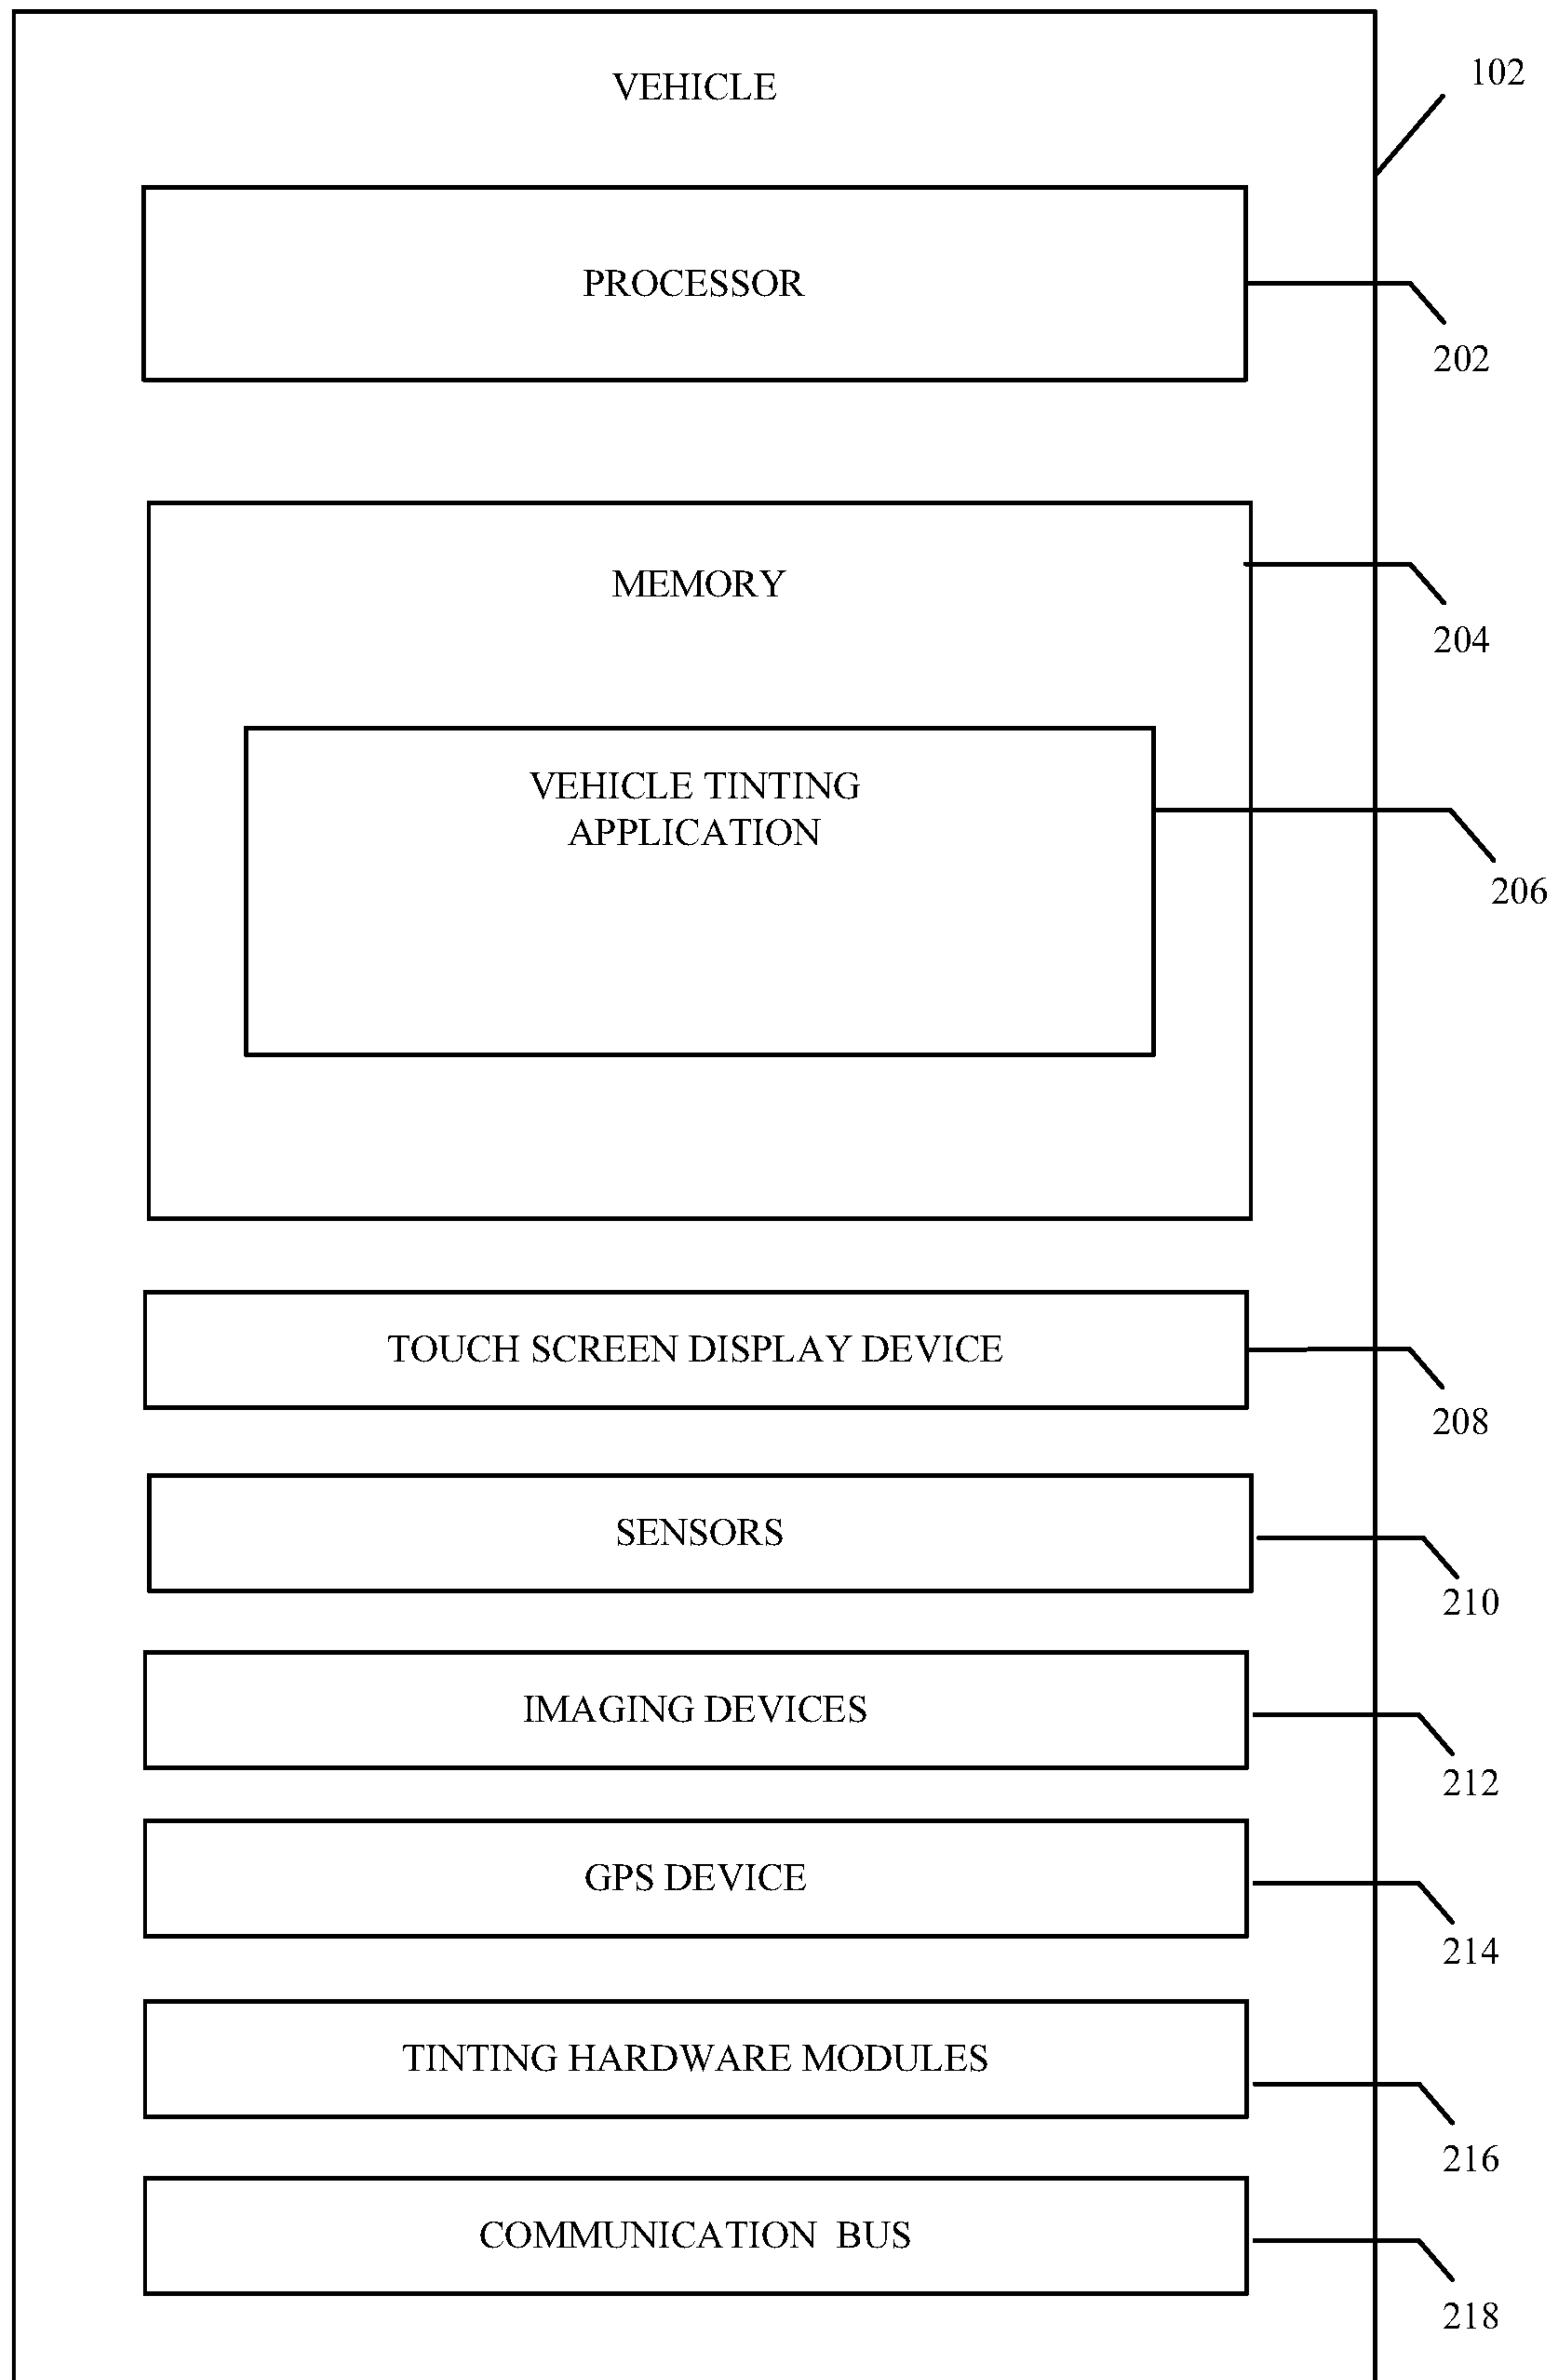 VEHICLE
102
PROCESSOR
202
MEMORY
204
VEHICLE TINTING
APPLICATION
206
TOUCH SCREEN DISPLAY DEVICE
208
SENSORS
210
IMAGING DEVICES
212
GPS DEVICE
214
TINTING HARDWARE MODULES
216
COMMUNICATION BUS
218